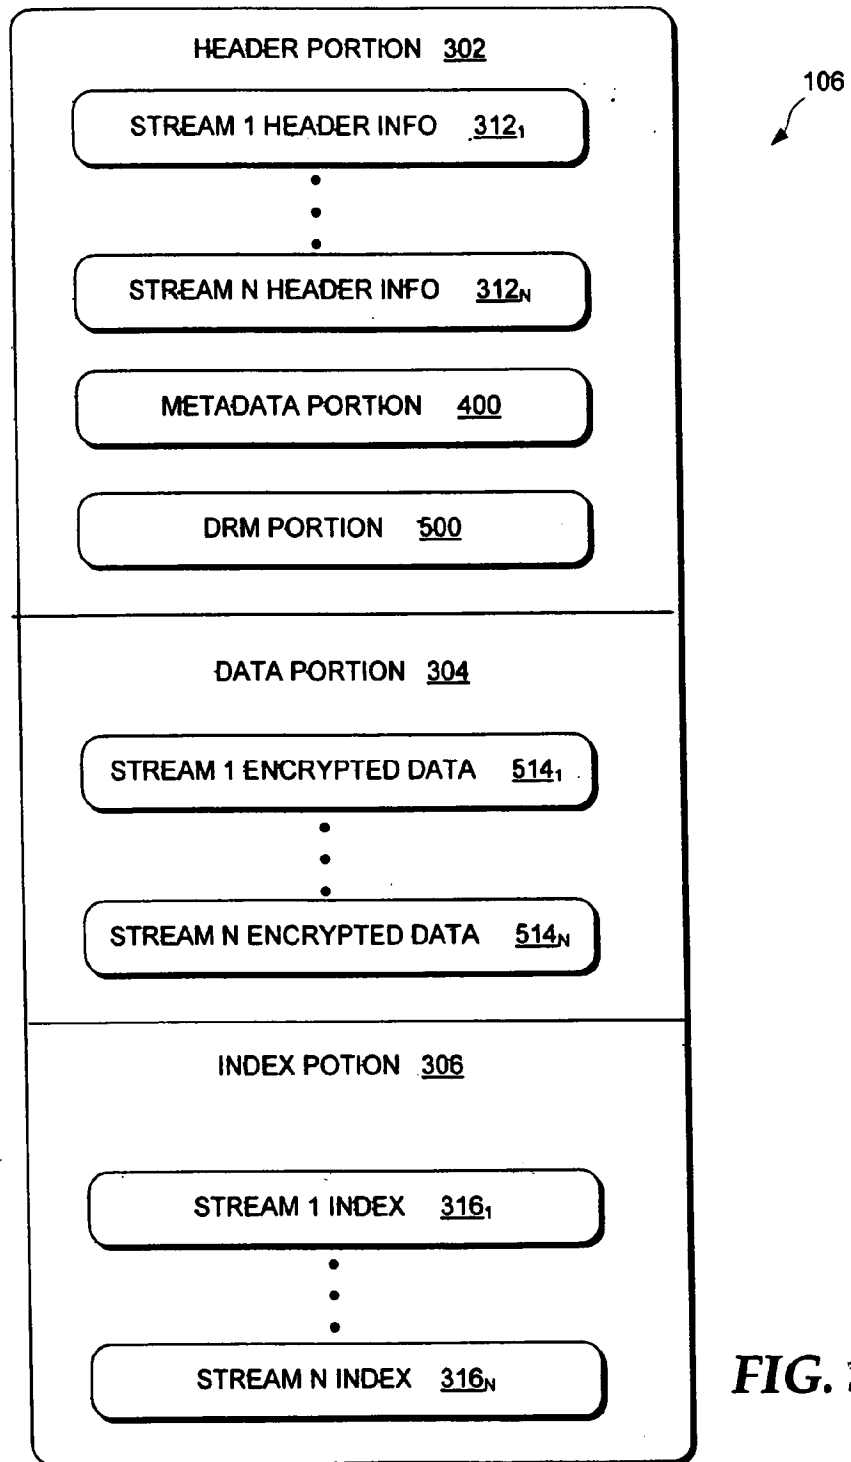 HEADER PORTION 302
106
STREAM 1 HEADER INFO 312₁
STREAM N HEADER INFO 312N
METADATA PORTION 400
DRM PORTION 500
DATA PORTION 304
STREAM 1 ENCRYPTED DATA 514₁
STREAM N ENCRYPTED DATA 514N
INDEX POTION 306
STREAM 1 INDEX 316₁
STREAM N INDEX 316N
FIG.